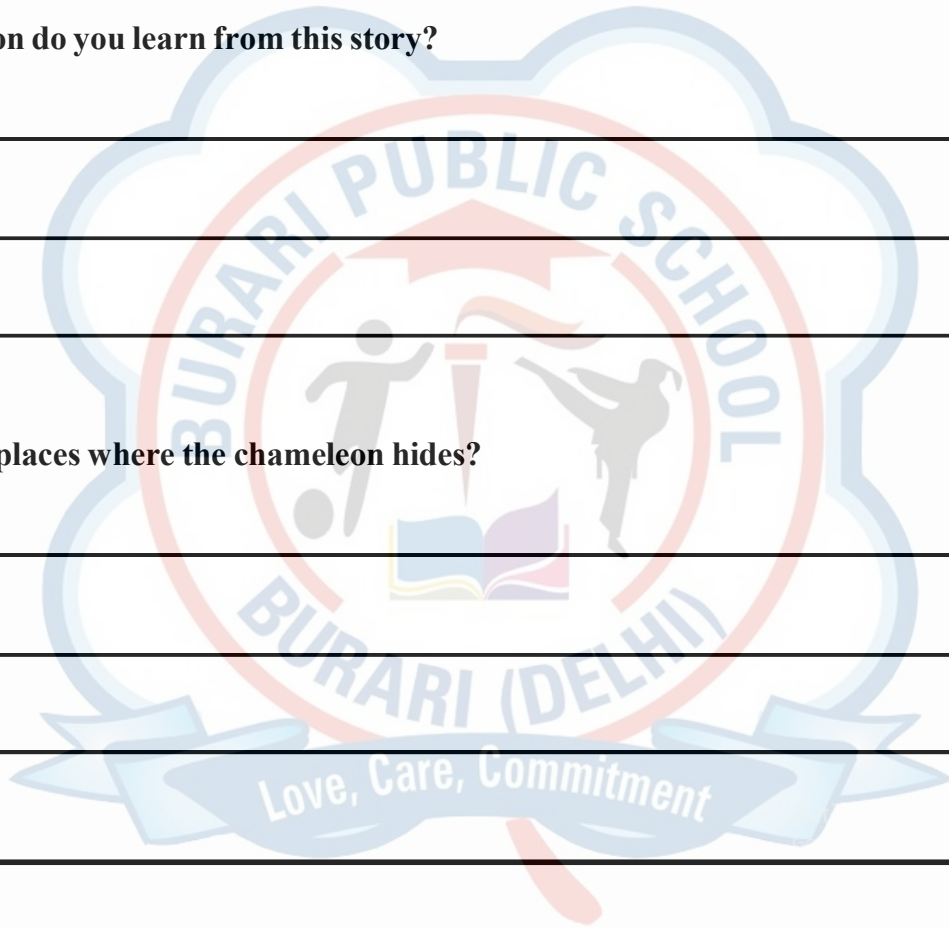 on do you learn from this story?
BURARI PUBLIC SCHOOL
places where the chameleon hides?
BURARI (DELHI)
Love, Care, Commitment